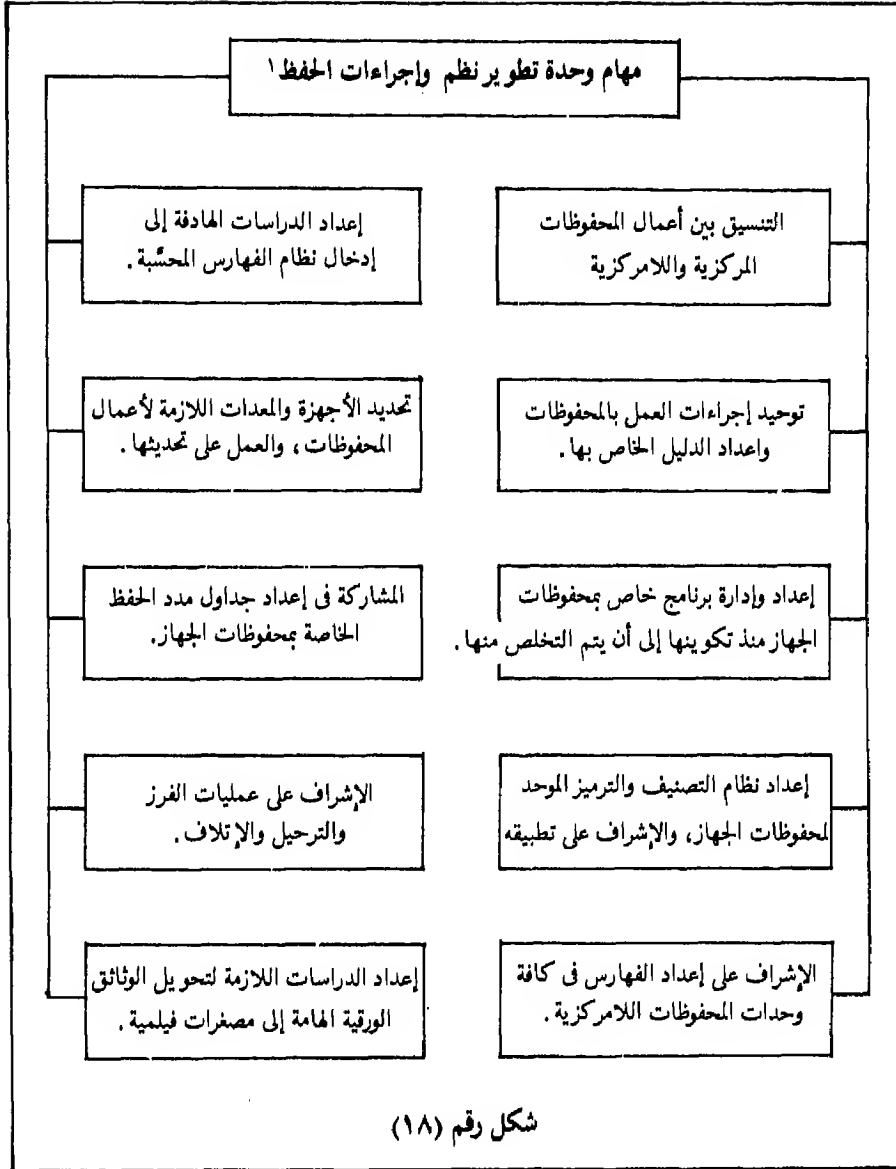 مهام وحدة تطوير نظم وإجراءات الحفظ ١
التنسيق بين أعمال المحفوظات
المركزية واللامركزية
توحيد إجراءات العمل بالمحفوظات
واعداد الدليل الخاص بها.
إعداد وإدارة برنامج خاص بمحفوظات
الجهاز منذ تكوينها إلى أن يتم التخلص منها.
إعداد نظام التصنيف والترميز الموحد
لمحفوظات الجهاز، والإشراف على تطبيقه
الإشراف على إعداد الفهارس فى كافة
وحدات المحفوظات اللامركزية.
إعداد الدراسات الهادفة إلى
إدخال نظام الفهارس المحسَّبة.
تحديد الأجهزة والمعدات اللازمة لأعمال
المحفوظات، والعمل على تحديثها.
المشاركة فى إعداد جداول مدد الحفظ
الخاصة بمحفوظات الجهاز.
الإشراف على عمليات الفرز
والترحيل والإتلاف.
إعداد الدراسات اللازمة لتحويل الوثائق
الورقية الهامة إلى مصغرات فيلمية.
شكل رقم (١٨)